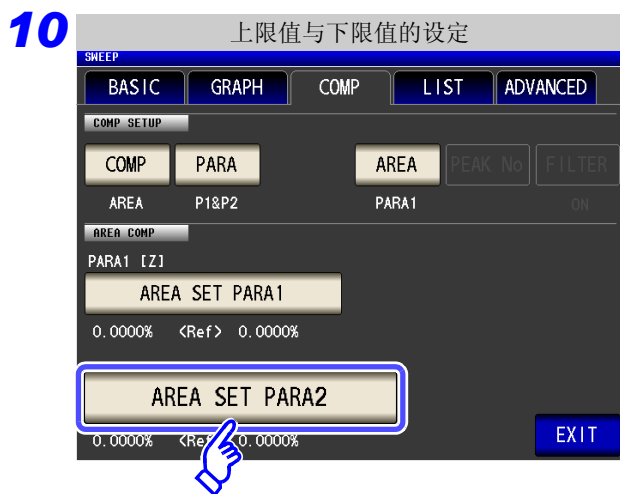 10
上限值与下限值的设定
SWEEP
BASIC GRAPH COMP LIST ADVANCED
COMP SETUP
COMP PARA AREA PEAK No FILTER
AREA P1&P2 PARA1 ON
AREA COMP
PARA1 [Z]
AREA SET PARA1
0.0000% <Ref> 0.0000%
AREA SET PARA2
0.0000% <Ref 0.0000%
EXIT